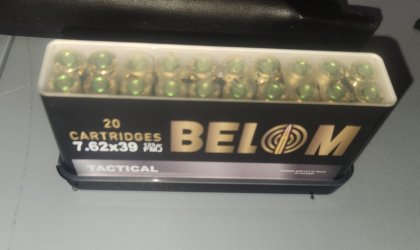 20
CARTRIDGES
7.62x39
BELOM
TACTICAL